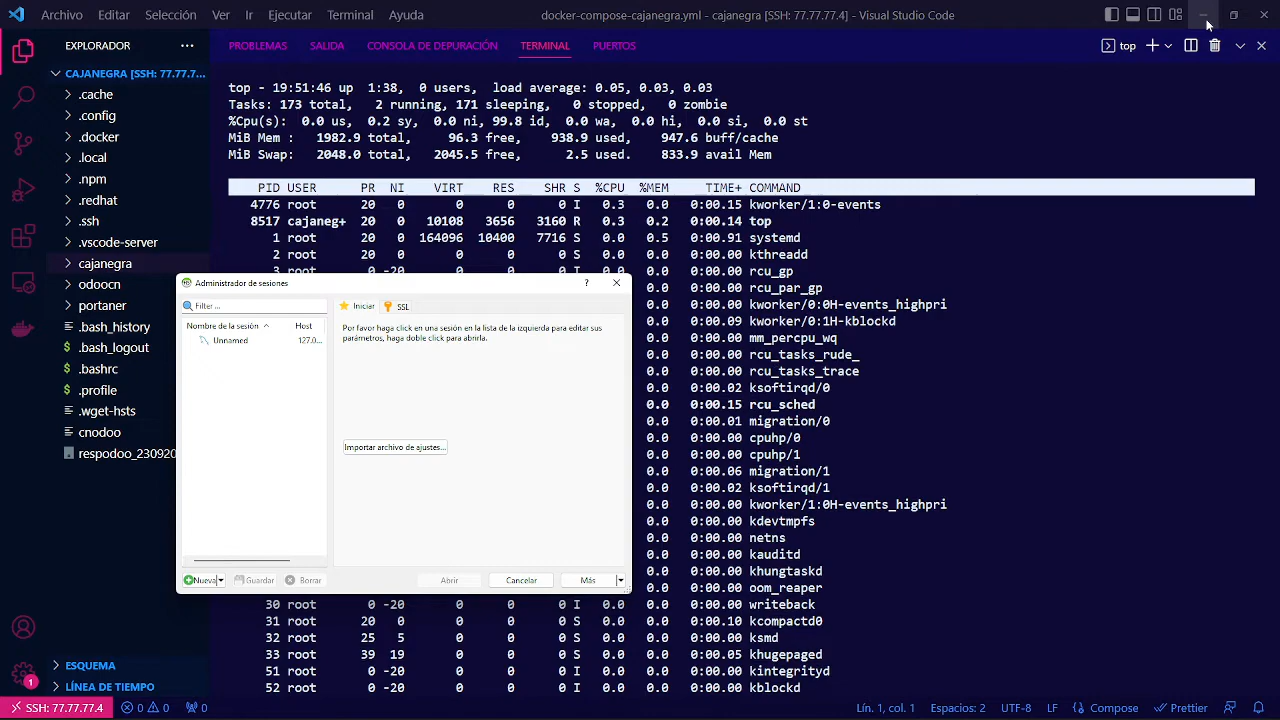 Archivo Editar Selección Ver Ir Ejecutar Terminal Ayuda docker-compose-cajanegra.yml - cajanegra [SSH: 77.77.77.4] - Visual Studio Code
EXPLORADOR ··· PROBLEMAS SALIDA CONSOLA DE DEPURACIÓN TERMINAL PUERTOS top
CAJANEGRA [SSH: 77.77.7...
.cache
.config
.docker
.local
.npm
.redhat
.ssh
.vscode-server
cajanegra
odoocn
portaner
.bash_history
$ .bash_logout
$ .bashrc
$ .profile
.wget-hsts
cnodoo
respodoo_230920
ESQUEMA
LÍNEA DE TIEMPO
1
top - 19:51:46 up 1:38, 0 users, load average: 0.05, 0.03, 0.03
Tasks: 173 total, 2 running, 171 sleeping, 0 stopped, 0 zombie
%Cpu(s): 0.0 us, 0.2 sy, 0.0 ni, 99.8 id, 0.0 wa, 0.0 hi, 0.0 si, 0.0 st
MiB Mem : 1982.9 total, 96.3 free, 938.9 used, 947.6 buff/cache
MiB Swap: 2048.0 total, 2045.5 free, 2.5 used. 833.9 avail Mem
PID USER PR NI VIRT RES SHR S %CPU %MEM TIME+ COMMAND
4776 root 20 0 0 0 0 I 0.3 0.0 0:00.15 kworker/1:0-events
8517 cajaneg+ 20 0 10108 3656 3160 R 0.3 0.2 0:00.14 top
1 root 20 0 164096 10400 7716 S 0.0 0.5 0:00.91 systemd
2 root 20 0 0 0 0 S 0.0 0.0 0:00.00 kthreadd
3 root 0 -20 0 0 0 I 0.0 0.0 0:00.00 rcu_gp
0.0 0:00.00 rcu_par_gp
0.0 0:00.00 kworker/0:0H-events_highpri
0.0 0:00.09 kworker/0:1H-kblockd
0.0 0:00.00 mm_percpu_wq
0.0 0:00.00 rcu_tasks_rude_
0.0 0:00.00 rcu_tasks_trace
0.0 0:00.02 ksoftirqd/0
0.0 0:00.15 rcu_sched
0.0 0:00.01 migration/0
0.0 0:00.00 cpuhp/0
0.0 0:00.00 cpuhp/1
0.0 0:00.06 migration/1
0.0 0:00.02 ksoftirqd/1
0.0 0:00.00 kworker/1:0H-events_highpri
0.0 0:00.00 kdevtmpfs
0.0 0:00.00 netns
0.0 0:00.00 kauditd
0.0 0:00.00 khungtaskd
0.0 0:00.00 oom_reaper
30 root 0 -20 0 0 0 I 0.0 0.0 0:00.00 writeback
31 root 20 0 0 0 0 S 0.0 0.0 0:00.10 kcompactd0
32 root 25 5 0 0 0 S 0.0 0.0 0:00.00 ksmd
33 root 39 19 0 0 0 S 0.0 0.0 0:00.05 khugepaged
51 root 0 -20 0 0 0 I 0.0 0.0 0:00.00 kintegrityd
52 root 0 -20 0 0 0 I 0.0 0.0 0:00.00 kblockd
Administrador de sesiones ?
Filter ...
Nombre de la sesión Host
Unnamed 127.0...
Iniciar SSL
Por favor haga click en una sesión en la lista de la izquierda para editar sus
parámetros, haga doble click para abrirla.
Importar archivo de ajustes...
Nueva Guardar Borrar Abrir Cancelar Más
SSH: 77.77.77.4 0 0 0 Lín. 1, col. 1 Espacios: 2 UTF-8 LF Compose Prettier